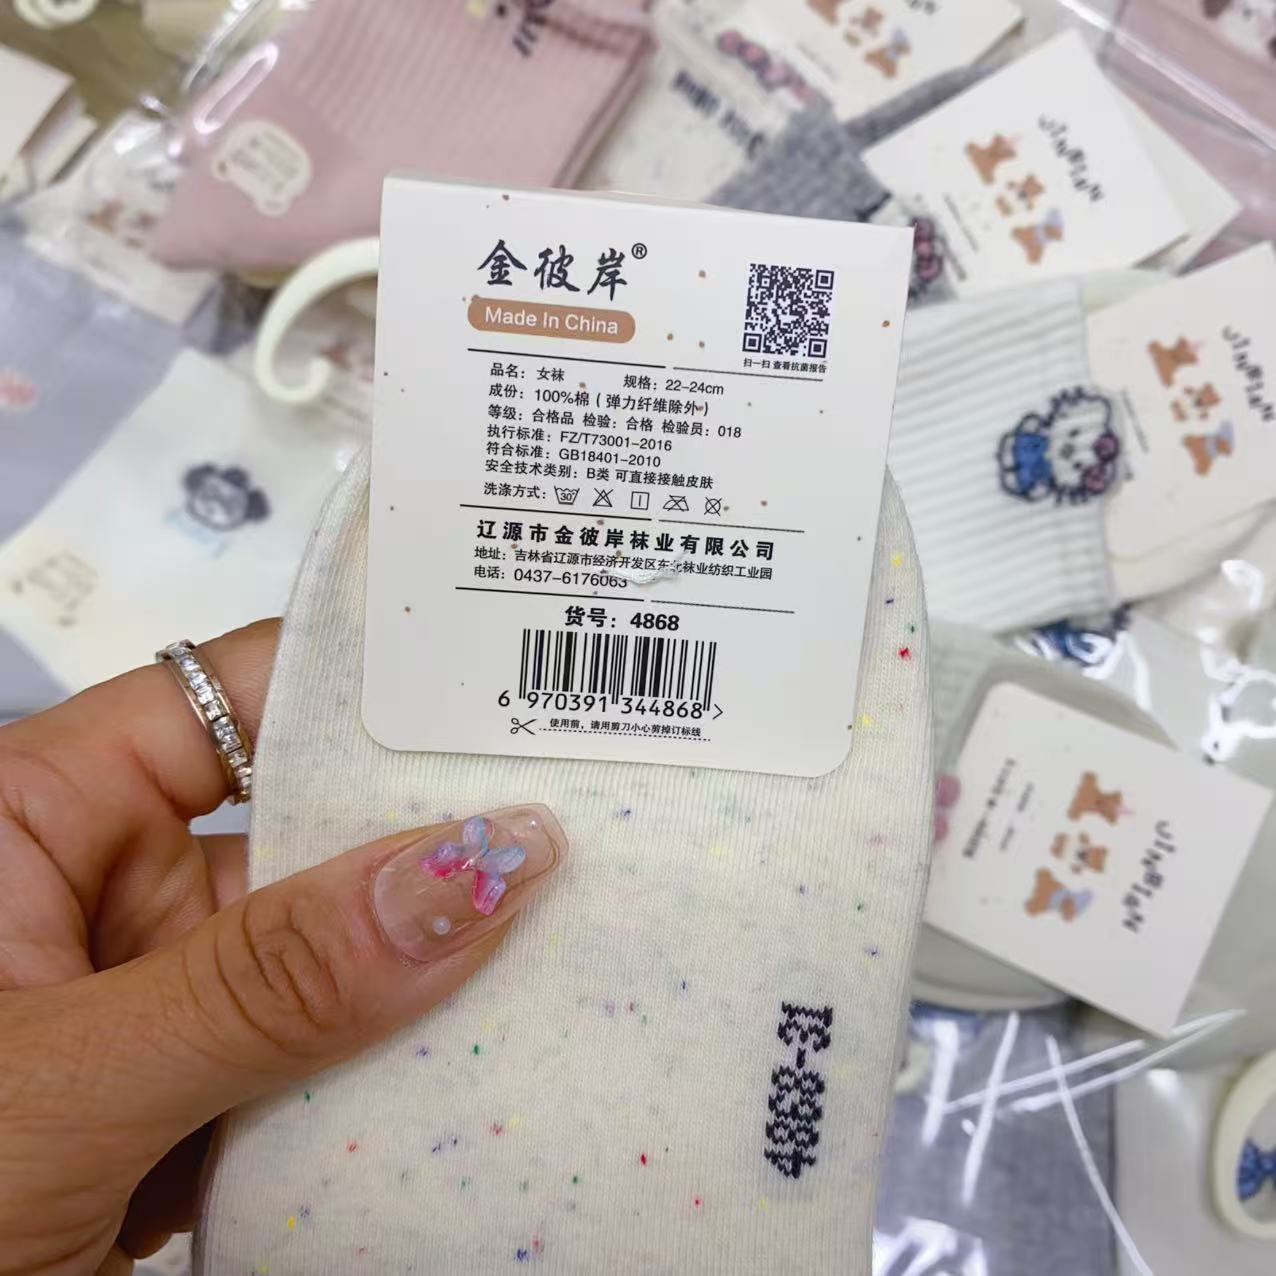 金彼岸®
Made In China
扫一扫 查看抗菌报告
品名：女袜 规格：22-24cm
成份：100%棉（弹力纤维除外）
等级：合格品 检验：合格 检验员：018
执行标准：FZ/T73001-2016
符合标准：GB18401-2010
安全技术类别：B类 可直接接触皮肤
洗涤方式：30
辽源市金彼岸袜业有限公司
地址：吉林省辽源市经济开发区东北袜业纺织工业园
电话：0437-6176063
货号：4868
6 970391 344868 >
使用前，请用剪刀小心剪掉订标线
JINBIAN
JINBIAN
JINBIAN